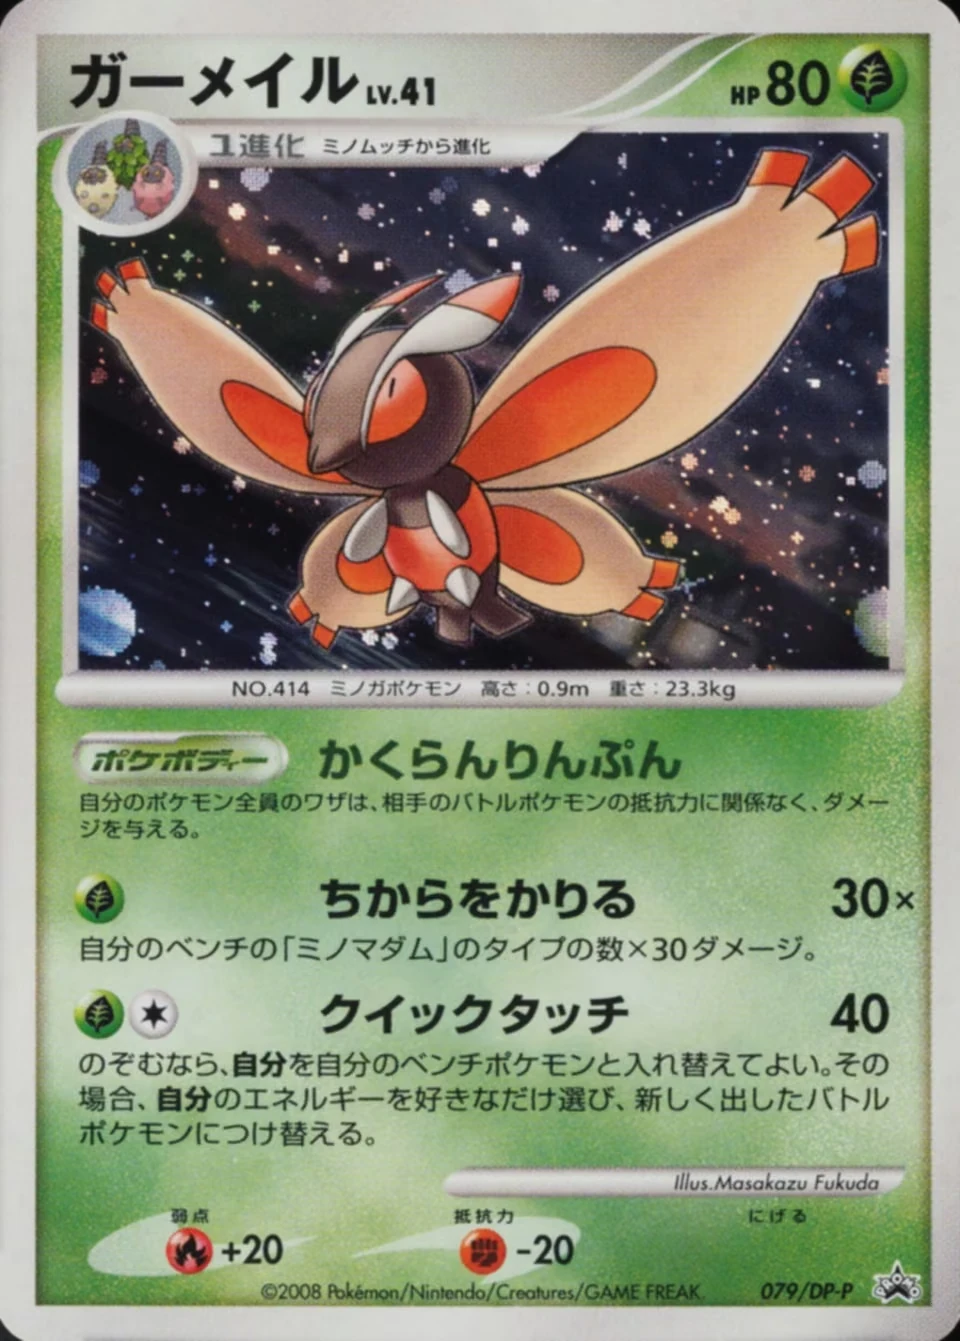 ガーメイル LV.41 HP 80
1進化 ミノムッチから進化
NO.414 ミノガポケモン 高さ:0.9m 重さ:23.3kg
ポケボディー かくらんりんぷん
自分のポケモン全員のワザは、相手のバトルポケモンの抵抗力に関係なく、ダメー
ジを与える。
ちからをかりる 30×
自分のベンチの「ミノマダム」のタイプの数×30ダメージ。
クイックタッチ 40
のぞむなら、自分を自分のベンチポケモンと入れ替えてよい。その
場合、自分のエネルギーを好きなだけ選び、新しく出したバトル
ポケモンにつけ替える。
Illus.Masakazu Fukuda
弱点 抵抗力 にげる
+20 -20
©2008 Pokémon/Nintendo/Creatures/GAME FREAK. 079/DP-P PROMO